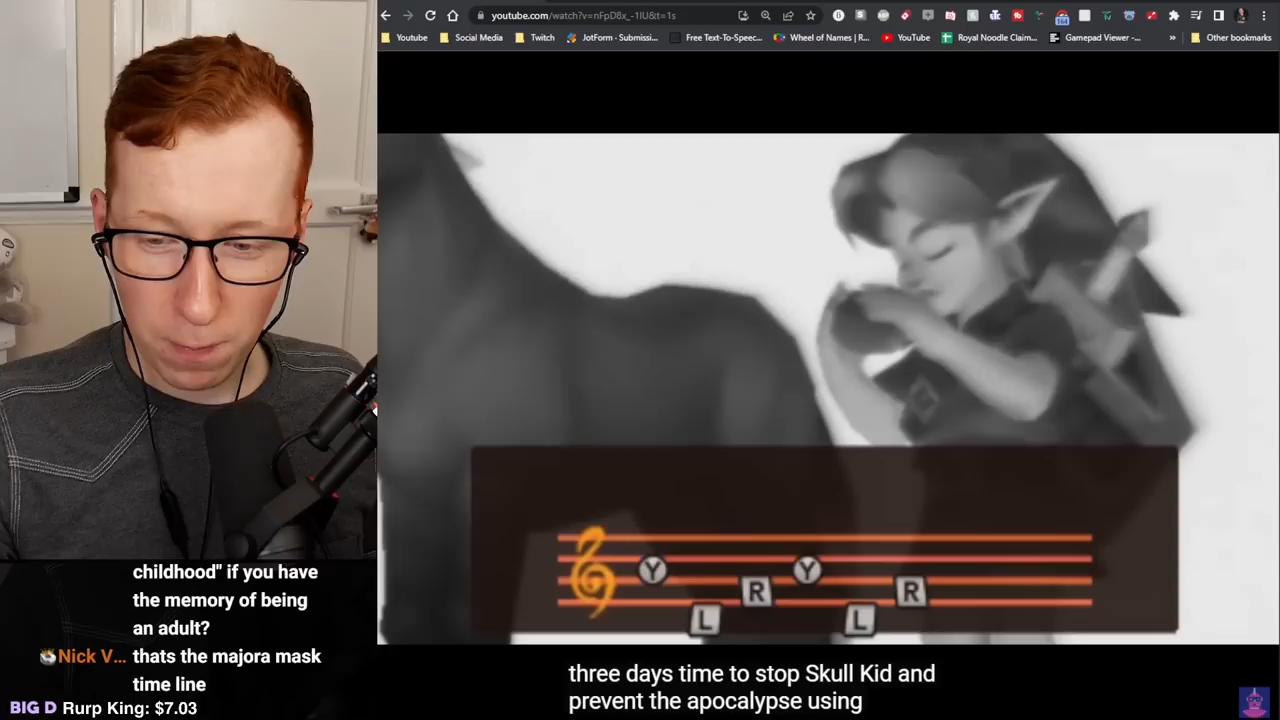 youtube.com/watch?v=nFpD8x_-1IU&t=1s
164
Youtube
Social Media
Twitch
JotForm - Submissi...
Free Text-To-Speec...
Wheel of Names | R...
YouTube
Royal Noodle Claim...
Gamepad Viewer -...
»
Other bookmarks
Y
L
R
Y
L
R
childhood" if you have
the memory of being
an adult?
Nick V... thats the majora mask
time line
BIG D Rurp King: $7.03
three days time to stop Skull Kid and
prevent the apocalypse using